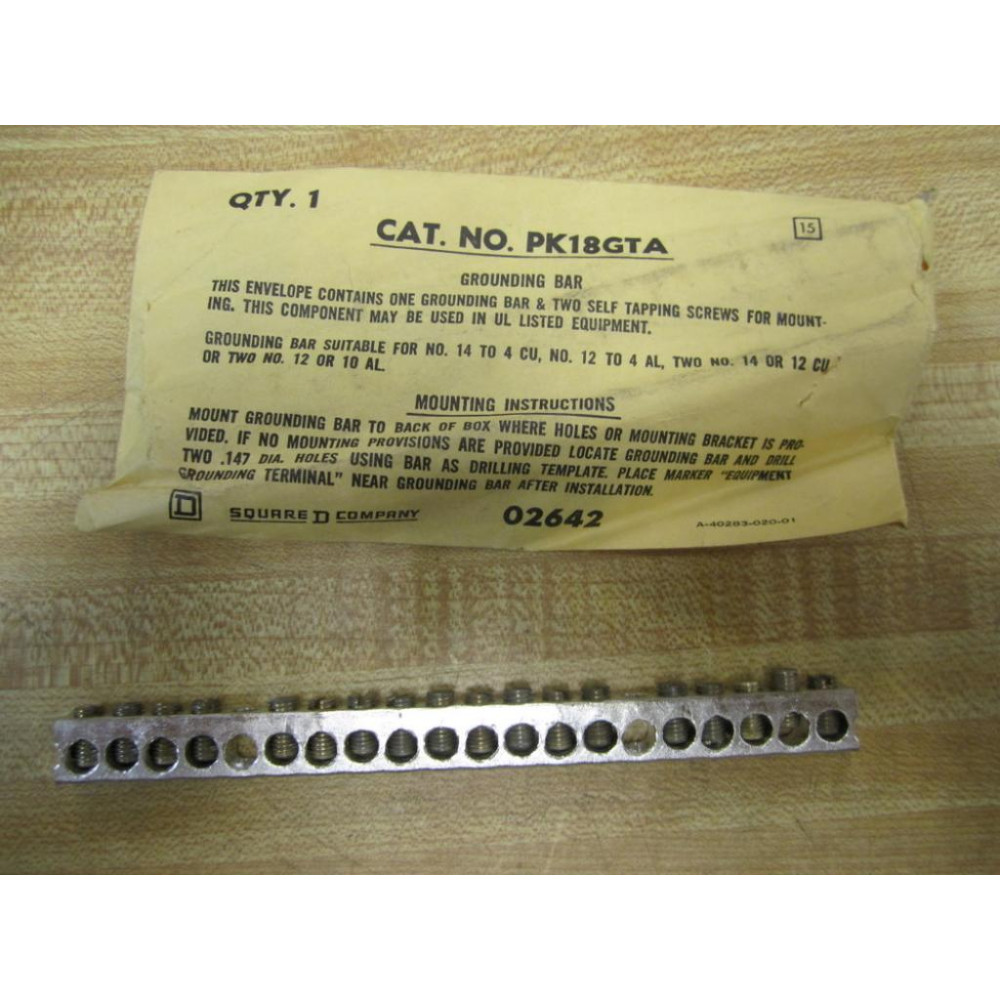 QTY. 1
CAT. NO. PK18GTA
15
GROUNDING BAR
THIS ENVELOPE CONTAINS ONE GROUNDING BAR & TWO SELF TAPPING SCREWS FOR MOUNT-
ING. THIS COMPONENT MAY BE USED IN UL LISTED EQUIPMENT.
GROUNDING BAR SUITABLE FOR NO. 14 TO 4 CU, NO. 12 TO 4 AL, TWO NO. 14 OR 12 CU
OR TWO NO. 12 OR 10 AL.
MOUNTING INSTRUCTIONS
MOUNT GROUNDING BAR TO BACK OF BOX WHERE HOLES OR MOUNTING BRACKET IS PRO-
VIDED. IF NO MOUNTING PROVISIONS ARE PROVIDED LOCATE GROUNDING BAR AND DRILL
TWO .147 DIA. HOLES USING BAR AS DRILLING TEMPLATE. PLACE MARKER "EQUIPMENT
GROUNDING TERMINAL" NEAR GROUNDING BAR AFTER INSTALLATION.
D SQUARE D COMPANY 02642 A-40283-020-01